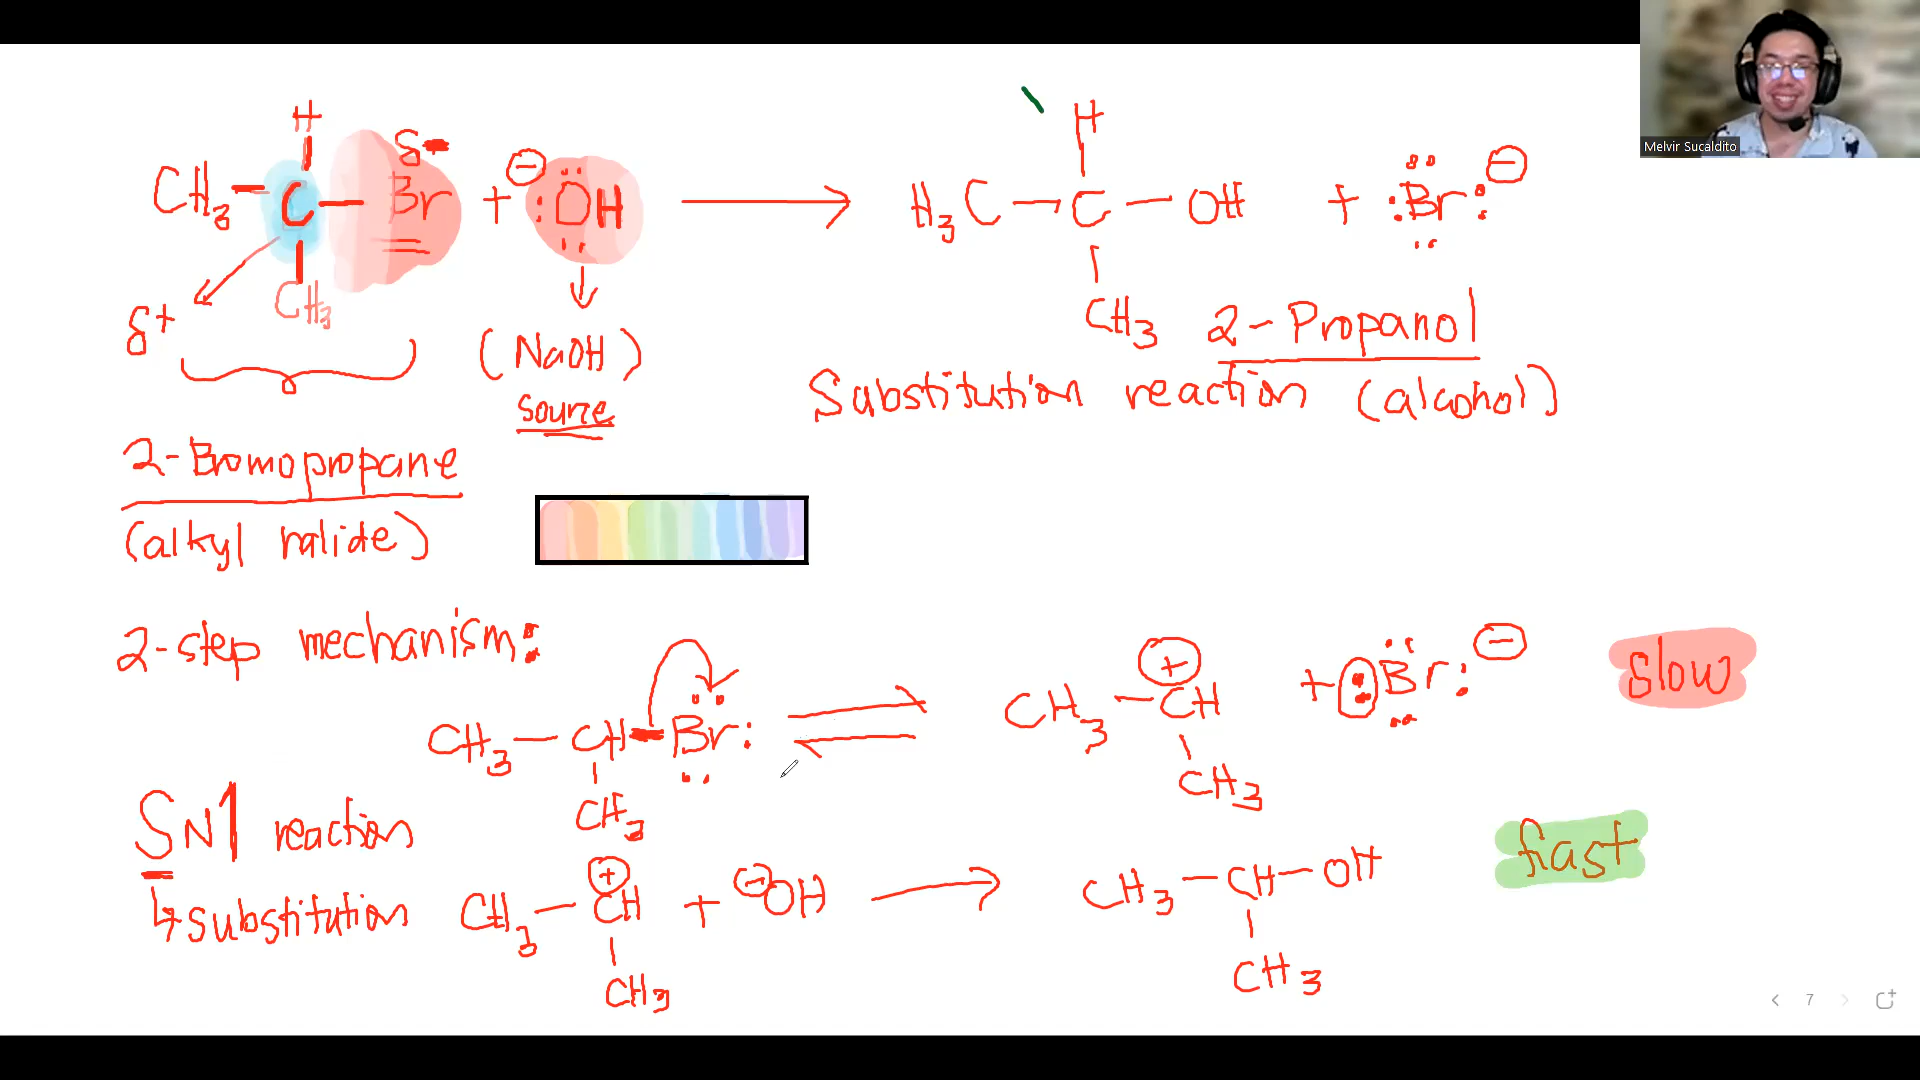 Melvir Sucaldito
H H
CH3 - C - Br δ- + ⊖ :OH → H3C - C - OH + :Br: ⊖
δ+ CH3 CH3
(NaOH) source
2-Propanol
Substitution reaction (alcohol)
2-Bromopropane
(alkyl halide)
2-step mechanism:
CH3 - CH - Br: ⇌ CH3 - CH ⊕ + :Br: ⊖ slow
CH3 CH3
SN1 reaction
↳ substitution
CH3 - CH ⊕ + ⊖OH → CH3 - CH - OH fast
CH3 CH3
7